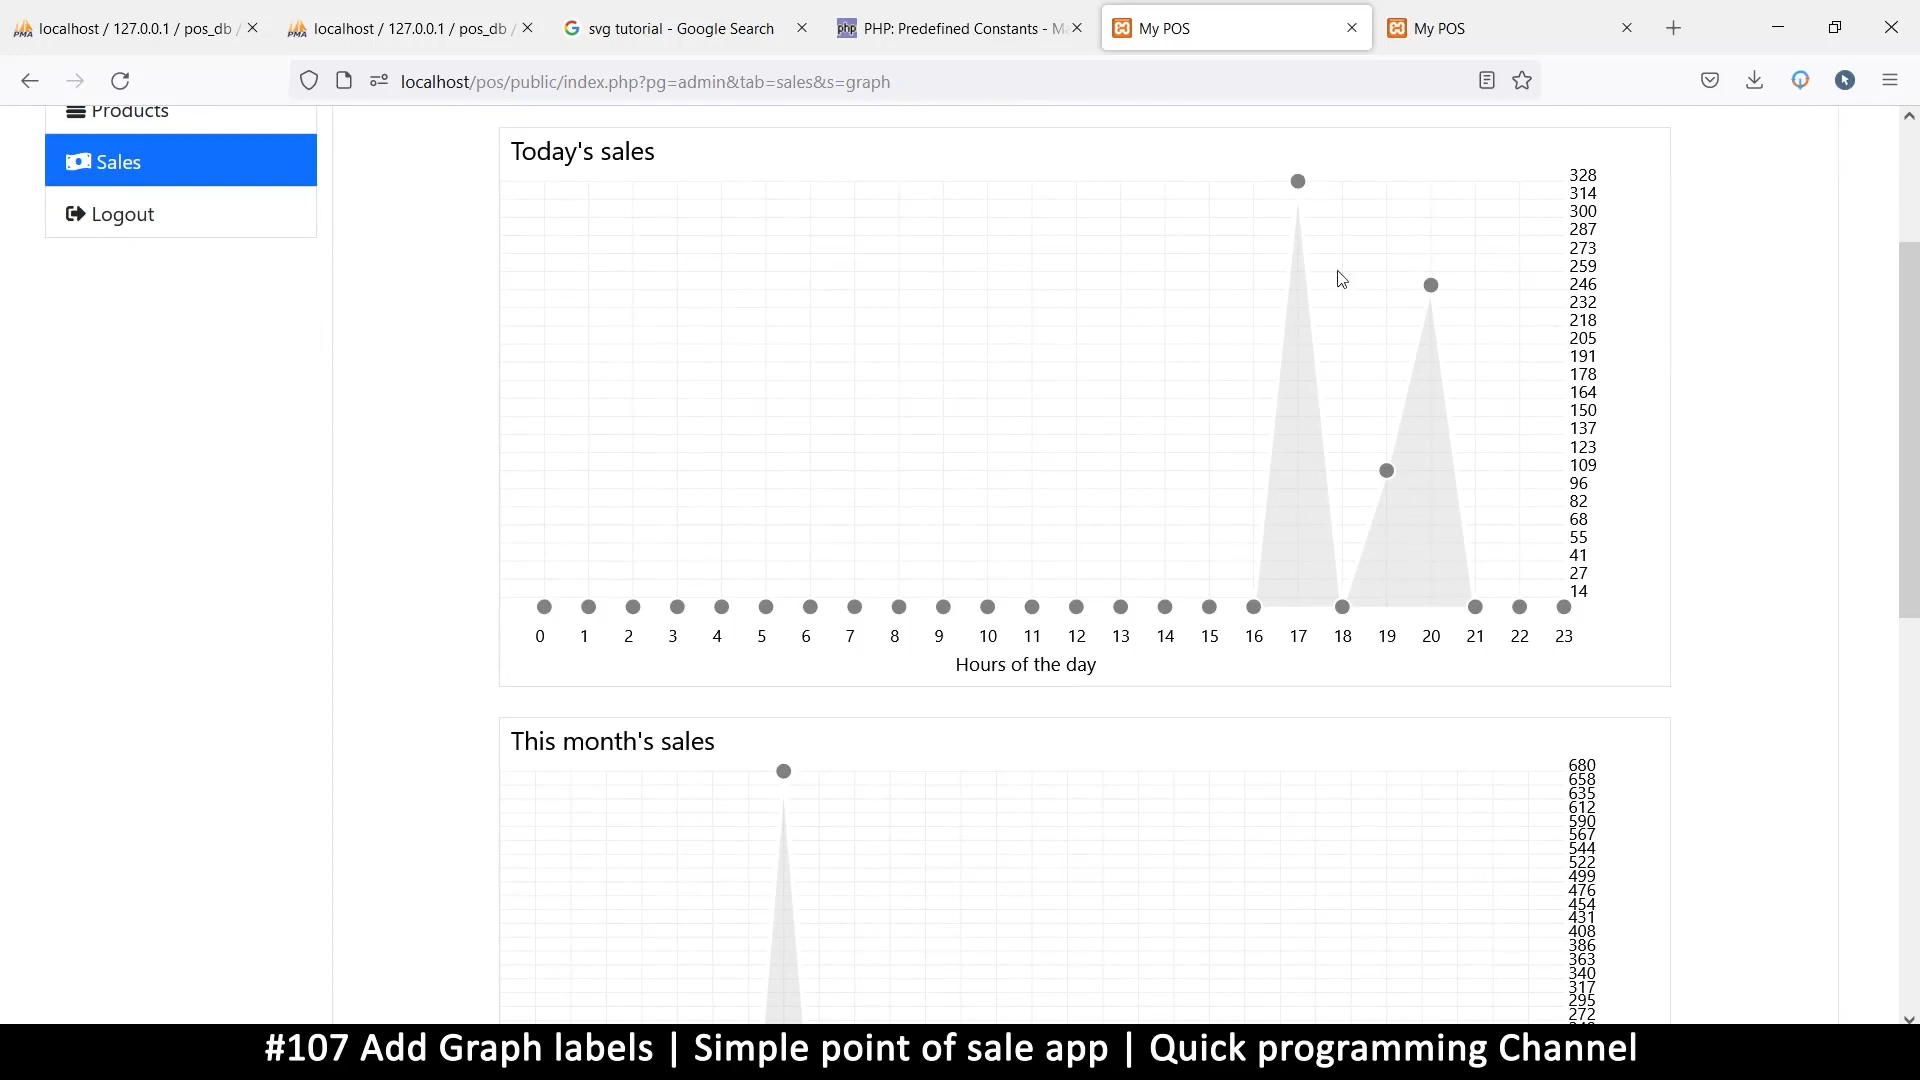 localhost / 127.0.0.1 / pos_db /
localhost / 127.0.0.1 / pos_db /
svg tutorial - Google Search
PHP: Predefined Constants - Ma
My POS
My POS
localhost/pos/public/index.php?pg=admin&tab=sales&s=graph
Products
Sales
Logout
Today's sales
328
314
300
287
273
259
246
232
218
205
191
178
164
150
137
123
109
96
82
68
55
41
27
14
0 1 2 3 4 5 6 7 8 9 10 11 12 13 14 15 16 17 18 19 20 21 22 23
Hours of the day
This month's sales
680
658
635
612
590
567
544
522
499
476
454
431
408
386
363
340
317
295
272
#107 Add Graph labels | Simple point of sale app | Quick programming Channel